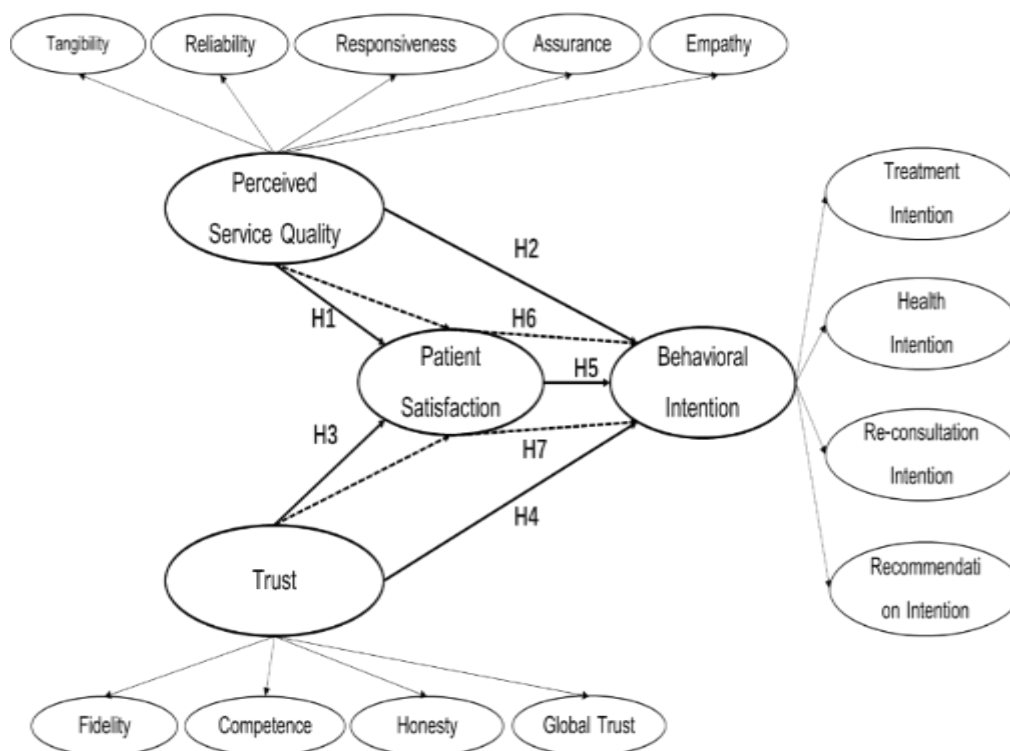 Tangibility
Reliability
Responsiveness
Assurance
Empathy
Perceived
Service Quality
Treatment
Intention
H2
Health
Intention
H1
H6
Patient
Satisfaction
H5
Behavioral
Intention
H3
H7
Re-consultation
Intention
H4
Trust
Recommendati
on Intention
Fidelity
Competence
Honesty
Global Trust